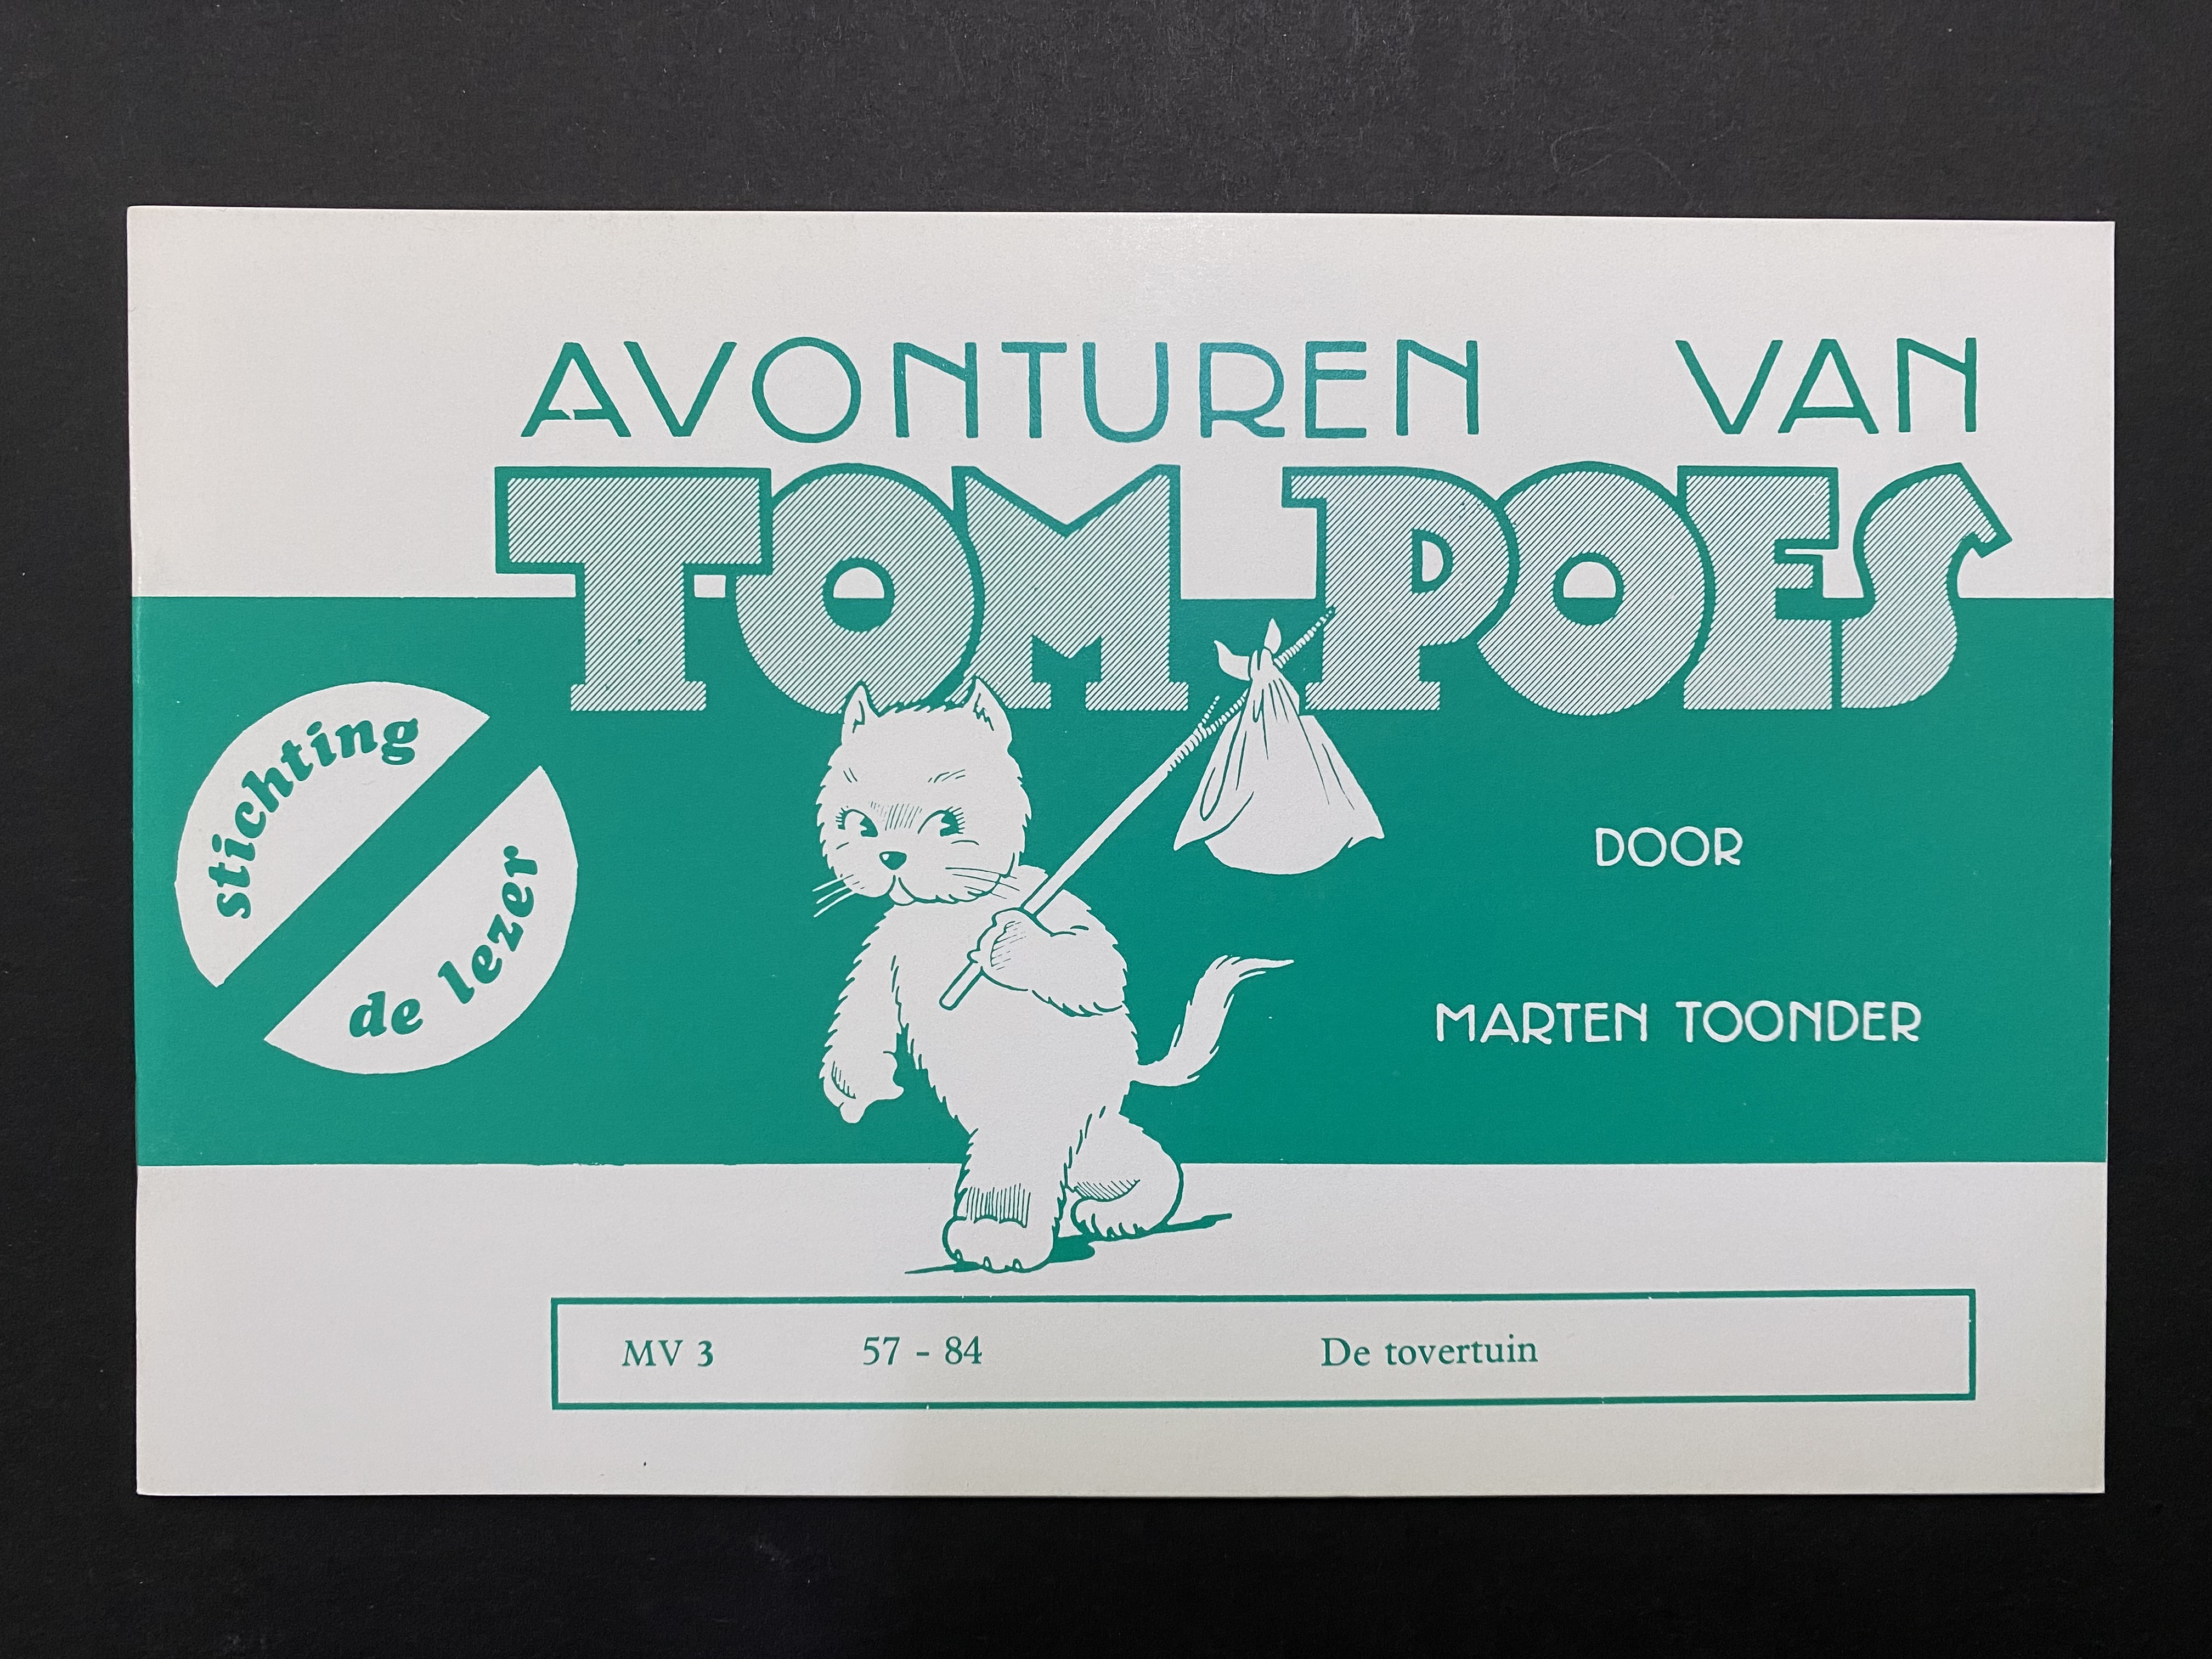 AVONTUREN VAN
TOM POES
stichting
de lezer
DOOR
MARTEN TOONDER
MV 3 57 - 84 De tovertuin